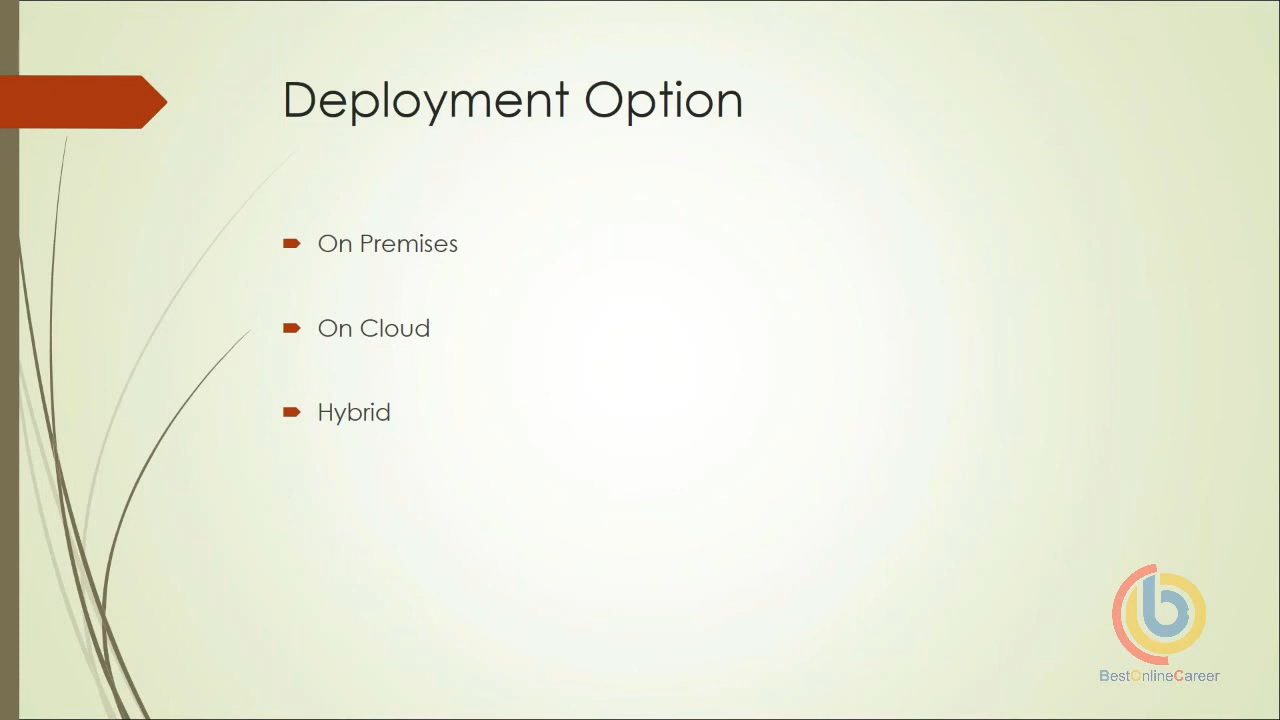 Deployment Option
On Premises
On Cloud
Hybrid
BestOnlineCareer